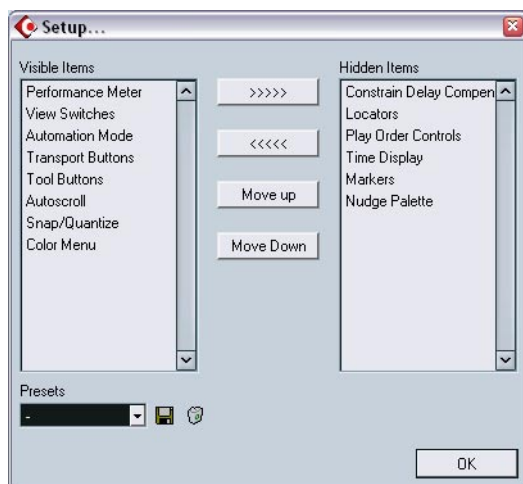 Setup...
Visible Items
Performance Meter
View Switches
Automation Mode
Transport Buttons
Tool Buttons
Autoscroll
Snap/Quantize
Color Menu
>>>>>
<<<<<
Move up
Move Down
Hidden Items
Constrain Delay Compen
Locators
Play Order Controls
Time Display
Markers
Nudge Palette
Presets
-
OK